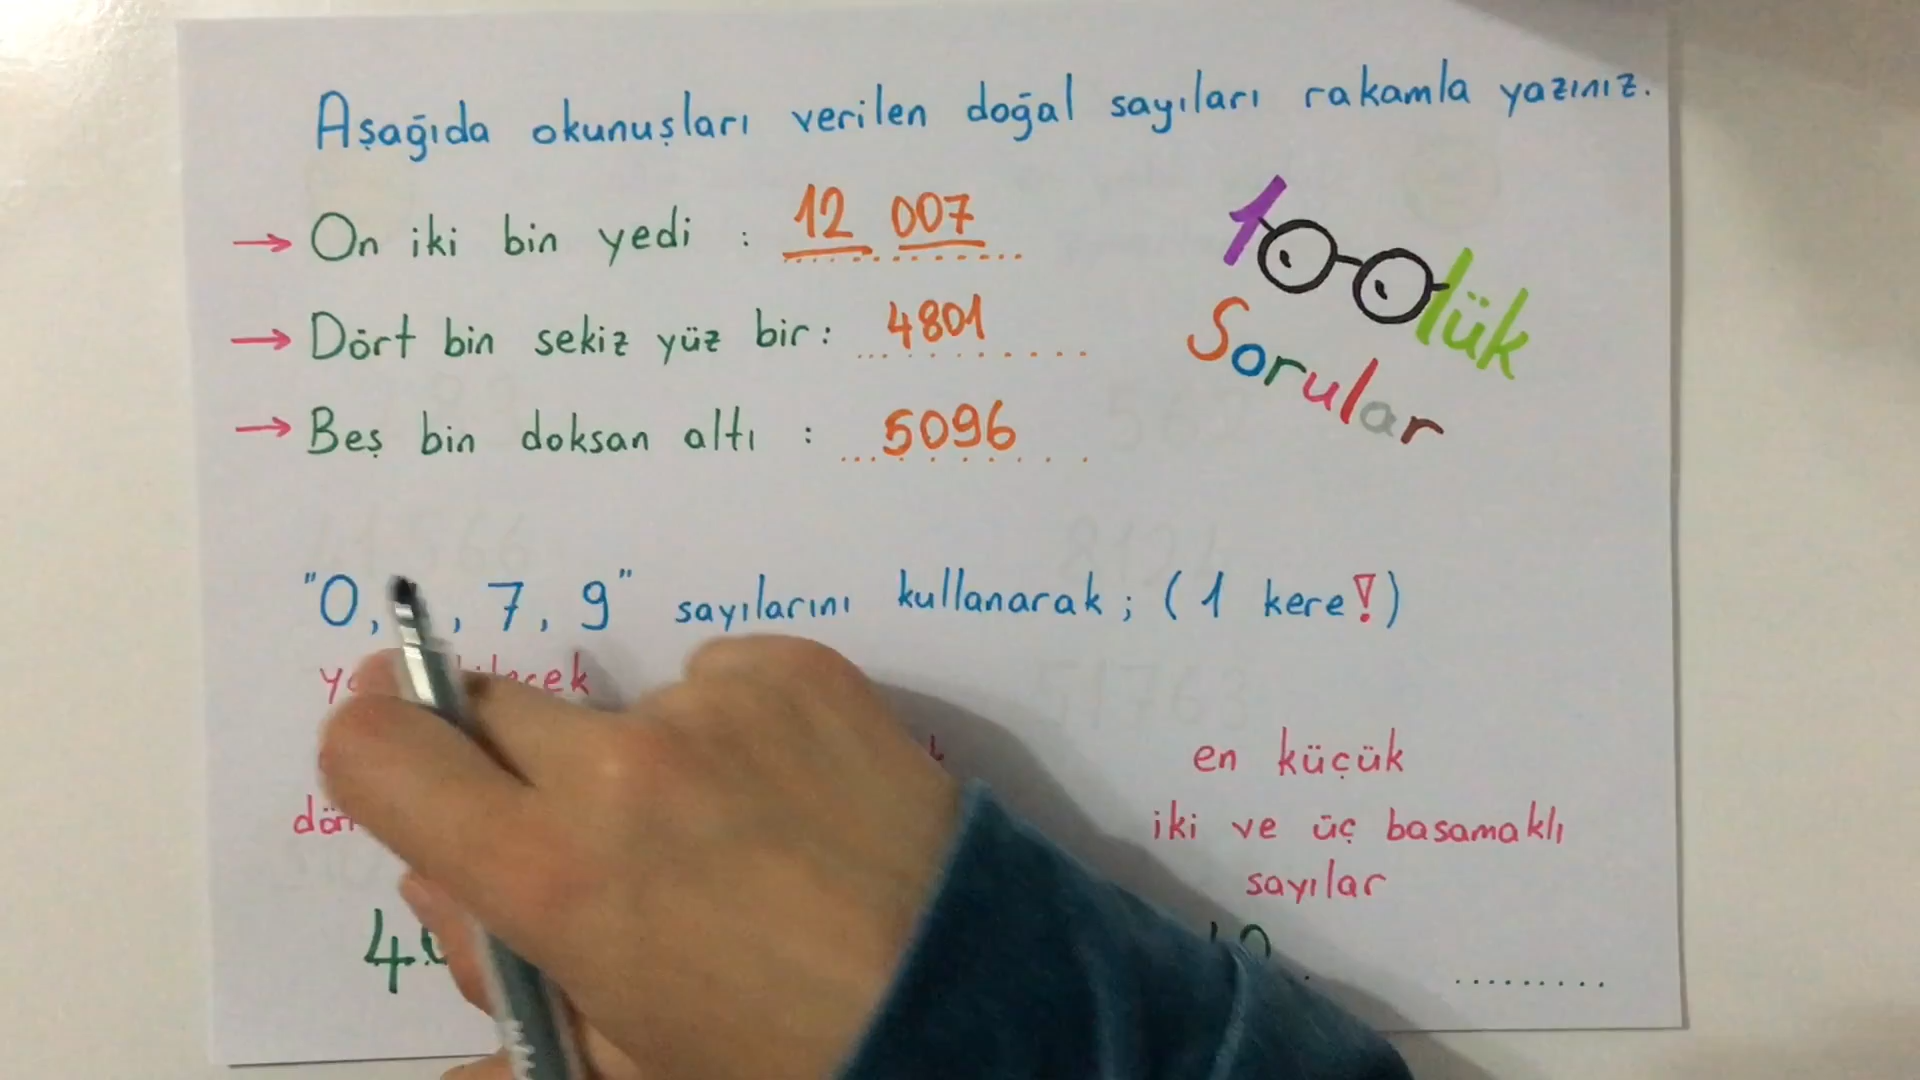 Aşağıda okunuşları verilen doğal sayıları rakamla yazınız.
→ On iki bin yedi : 12 007
→ Dört bin sekiz yüz bir : 4801
→ Beş bin doksan altı : 5096
100lük
Sorular
"0, , 7, 9" sayılarını kullanarak; (1 kere!)
en küçük
iki ve üç basamaklı
sayılar